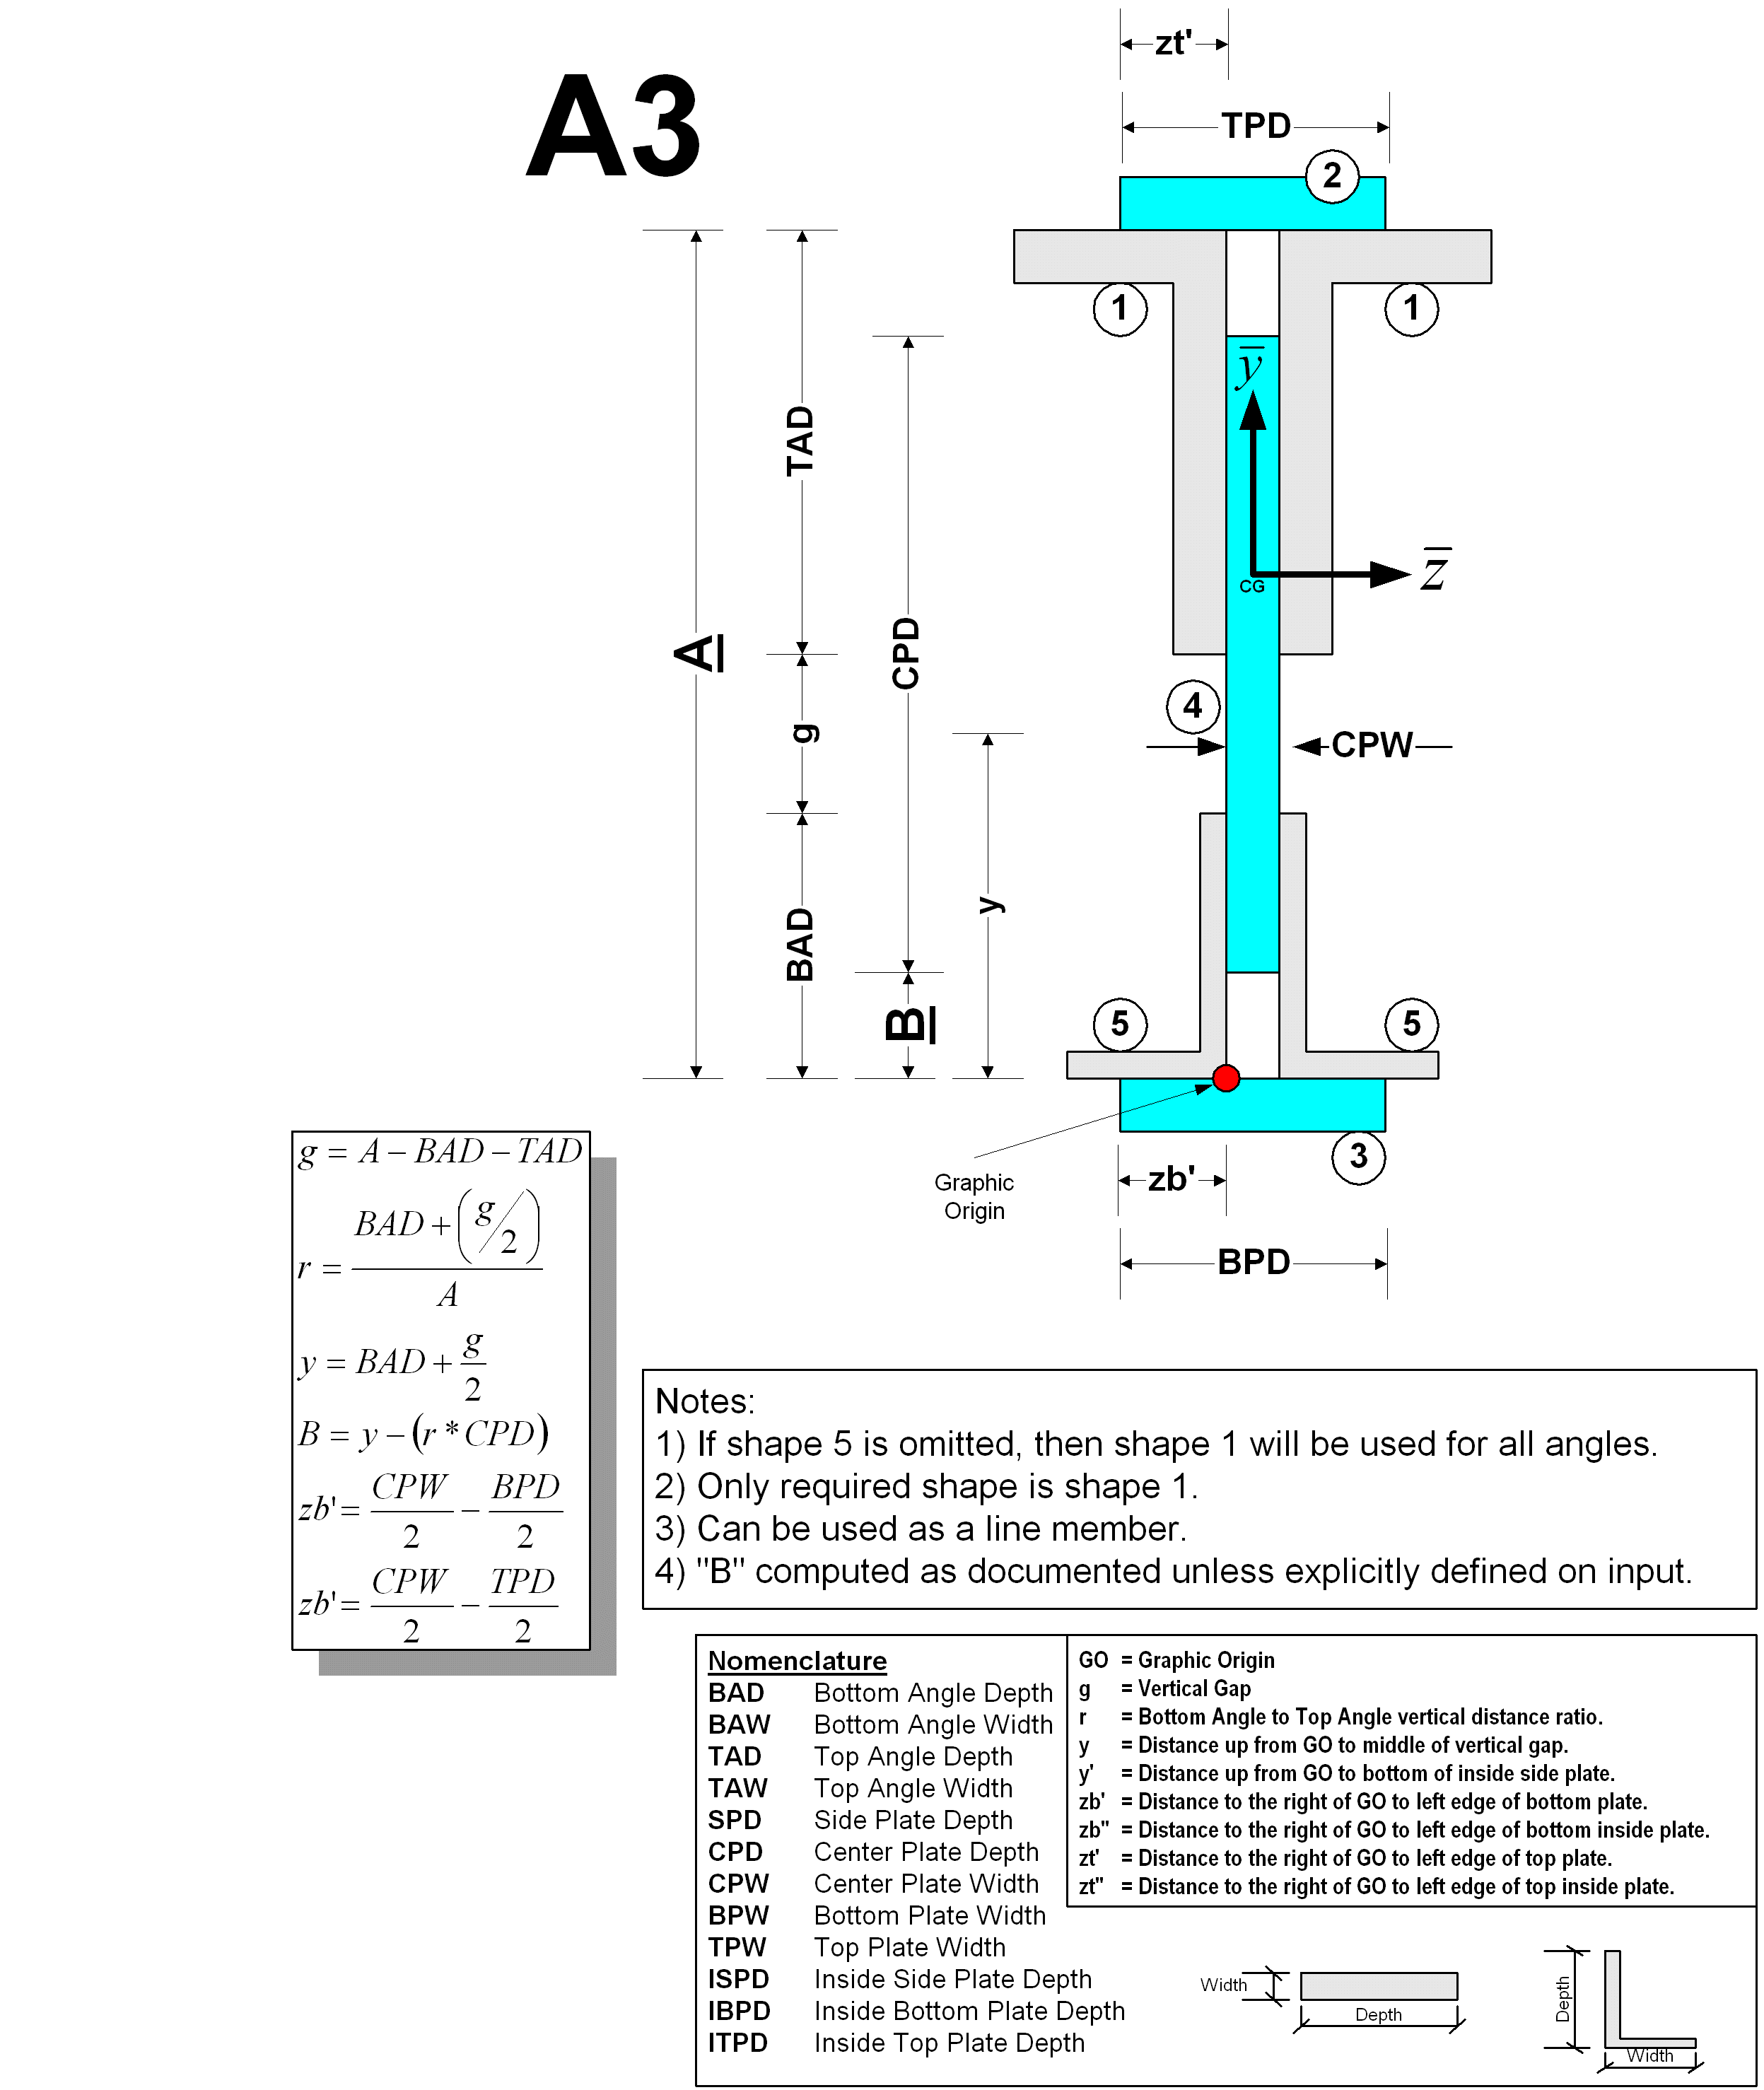 zt'
A3
TPD
2
1 1
y
TAD
z
CG
A
CPD
4
g
CPW
y
BAD
B
5 5
Graphic
Origin
zb'
3
BPD
g = A − BAD − TAD
r = (BAD + (g/2)) / A
y = BAD + g/2
B = y − (r * CPD)
zb' = CPW/2 − BPD/2
zb' = CPW/2 − TPD/2
Notes:
1) If shape 5 is omitted, then shape 1 will be used for all angles.
2) Only required shape is shape 1.
3) Can be used as a line member.
4) "B" computed as documented unless explicitly defined on input.
Nomenclature
BAD Bottom Angle Depth
BAW Bottom Angle Width
TAD Top Angle Depth
TAW Top Angle Width
SPD Side Plate Depth
CPD Center Plate Depth
CPW Center Plate Width
BPW Bottom Plate Width
TPW Top Plate Width
ISPD Inside Side Plate Depth
IBPD Inside Bottom Plate Depth
ITPD Inside Top Plate Depth
GO = Graphic Origin
g = Vertical Gap
r = Bottom Angle to Top Angle vertical distance ratio.
y = Distance up from GO to middle of vertical gap.
y' = Distance up from GO to bottom of inside side plate.
zb' = Distance to the right of GO to left edge of bottom plate.
zb" = Distance to the right of GO to left edge of bottom inside plate.
zt' = Distance to the right of GO to left edge of top plate.
zt" = Distance to the right of GO to left edge of top inside plate.
Width
Depth
Depth
Width